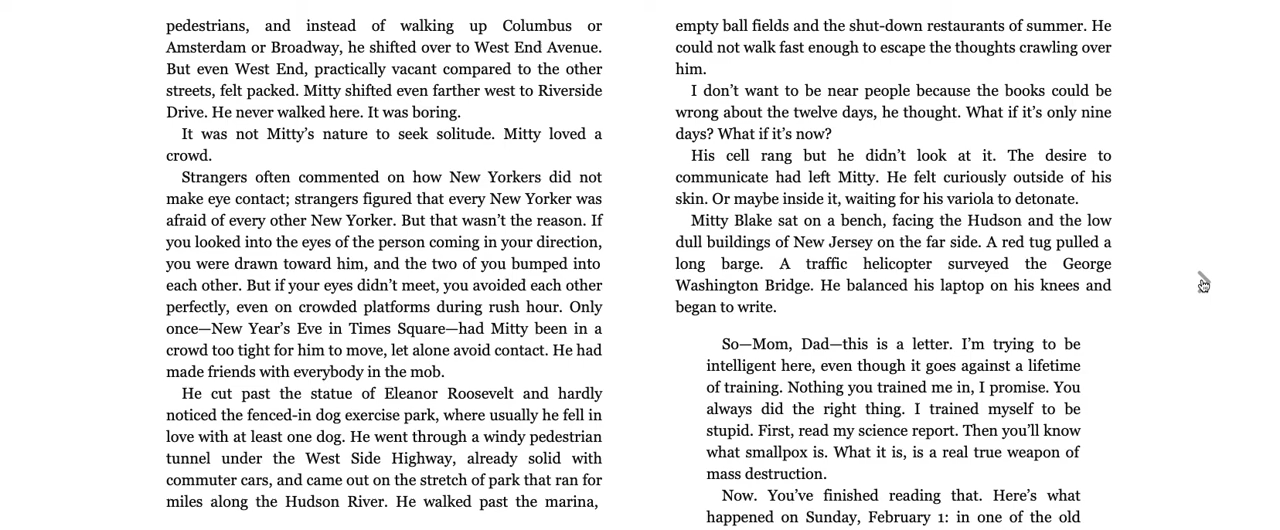 pedestrians, and instead of walking up Columbus or
Amsterdam or Broadway, he shifted over to West End Avenue.
But even West End, practically vacant compared to the other
streets, felt packed. Mitty shifted even farther west to Riverside
Drive. He never walked here. It was boring.
It was not Mitty’s nature to seek solitude. Mitty loved a
crowd.
Strangers often commented on how New Yorkers did not
make eye contact; strangers figured that every New Yorker was
afraid of every other New Yorker. But that wasn’t the reason. If
you looked into the eyes of the person coming in your direction,
you were drawn toward him, and the two of you bumped into
each other. But if your eyes didn’t meet, you avoided each other
perfectly, even on crowded platforms during rush hour. Only
once—New Year’s Eve in Times Square—had Mitty been in a
crowd too tight for him to move, let alone avoid contact. He had
made friends with everybody in the mob.
He cut past the statue of Eleanor Roosevelt and hardly
noticed the fenced-in dog exercise park, where usually he fell in
love with at least one dog. He went through a windy pedestrian
tunnel under the West Side Highway, already solid with
commuter cars, and came out on the stretch of park that ran for
miles along the Hudson River. He walked past the marina,
empty ball fields and the shut-down restaurants of summer. He
could not walk fast enough to escape the thoughts crawling over
him.
I don’t want to be near people because the books could be
wrong about the twelve days, he thought. What if it’s only nine
days? What if it’s now?
His cell rang but he didn’t look at it. The desire to
communicate had left Mitty. He felt curiously outside of his
skin. Or maybe inside it, waiting for his variola to detonate.
Mitty Blake sat on a bench, facing the Hudson and the low
dull buildings of New Jersey on the far side. A red tug pulled a
long barge. A traffic helicopter surveyed the George
Washington Bridge. He balanced his laptop on his knees and
began to write.
So—Mom, Dad—this is a letter. I’m trying to be
intelligent here, even though it goes against a lifetime
of training. Nothing you trained me in, I promise. You
always did the right thing. I trained myself to be
stupid. First, read my science report. Then you’ll know
what smallpox is. What it is, is a real true weapon of
mass destruction.
Now. You’ve finished reading that. Here’s what
happened on Sunday, February 1: in one of the old